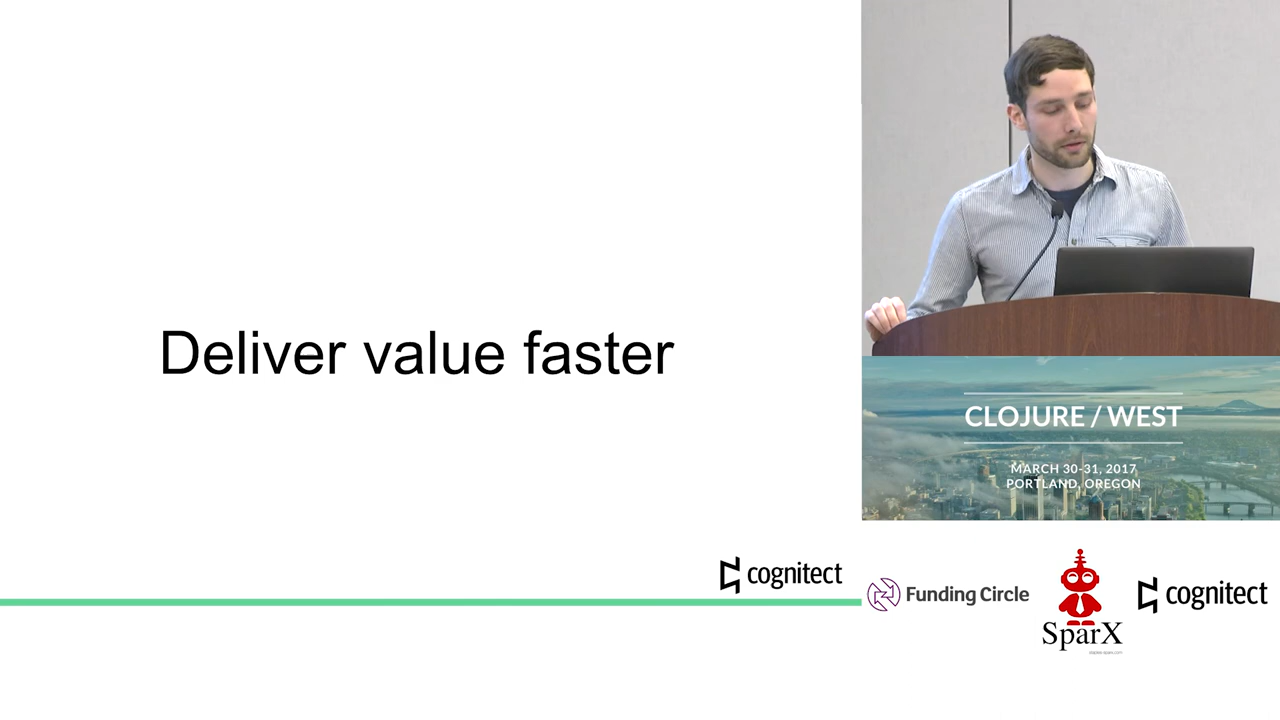 Deliver value faster
cognitect
CLOJURE / WEST
MARCH 30-31, 2017
PORTLAND, OREGON
Funding Circle
SparX
cognitect